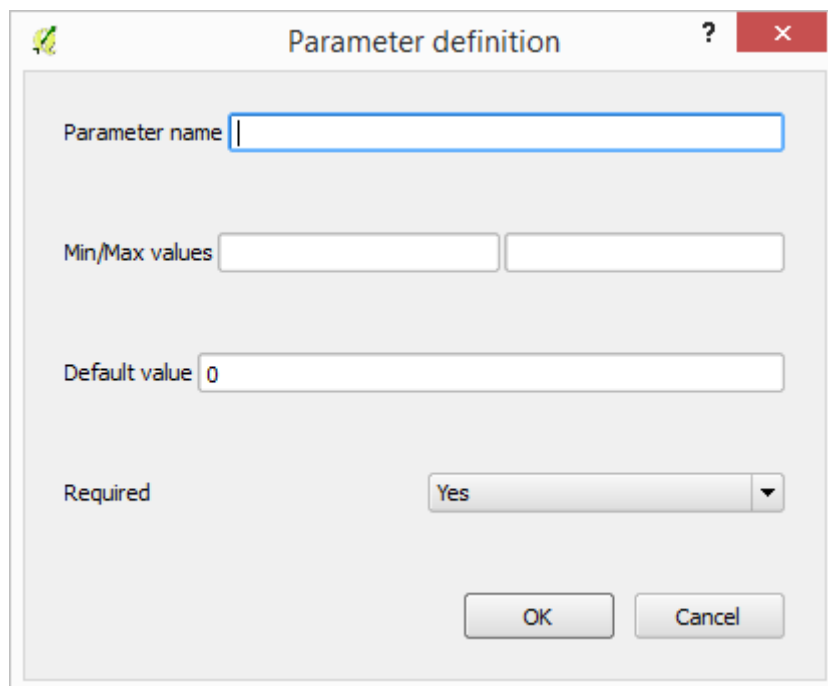 Parameter definition ?
Parameter name
Min/Max values
Default value 0
Required Yes
OK Cancel